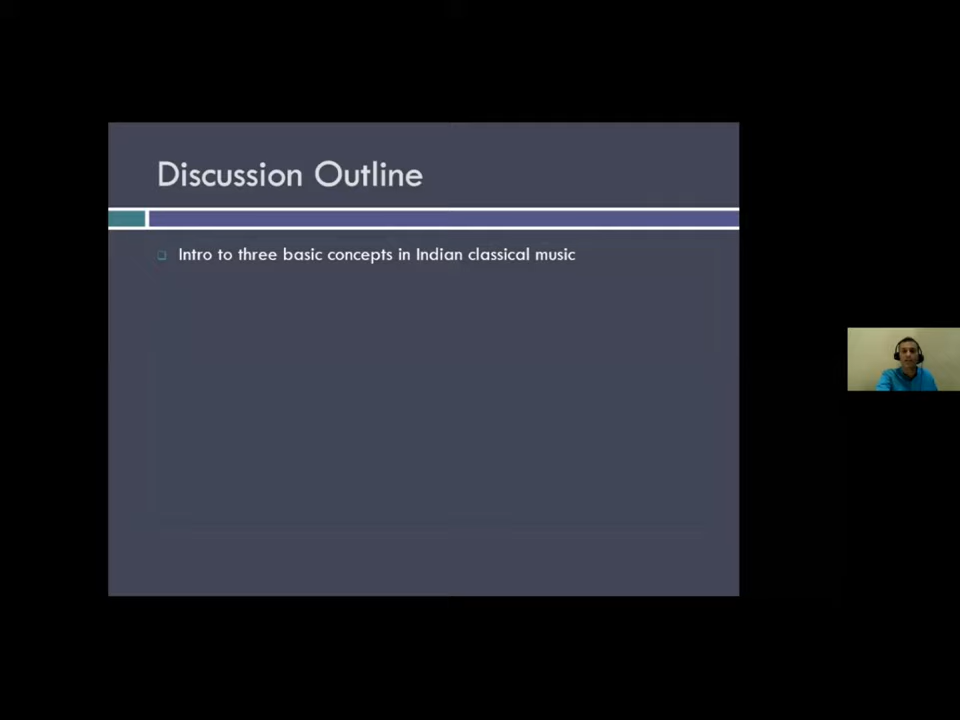 Discussion Outline
Intro to three basic concepts in Indian classical music